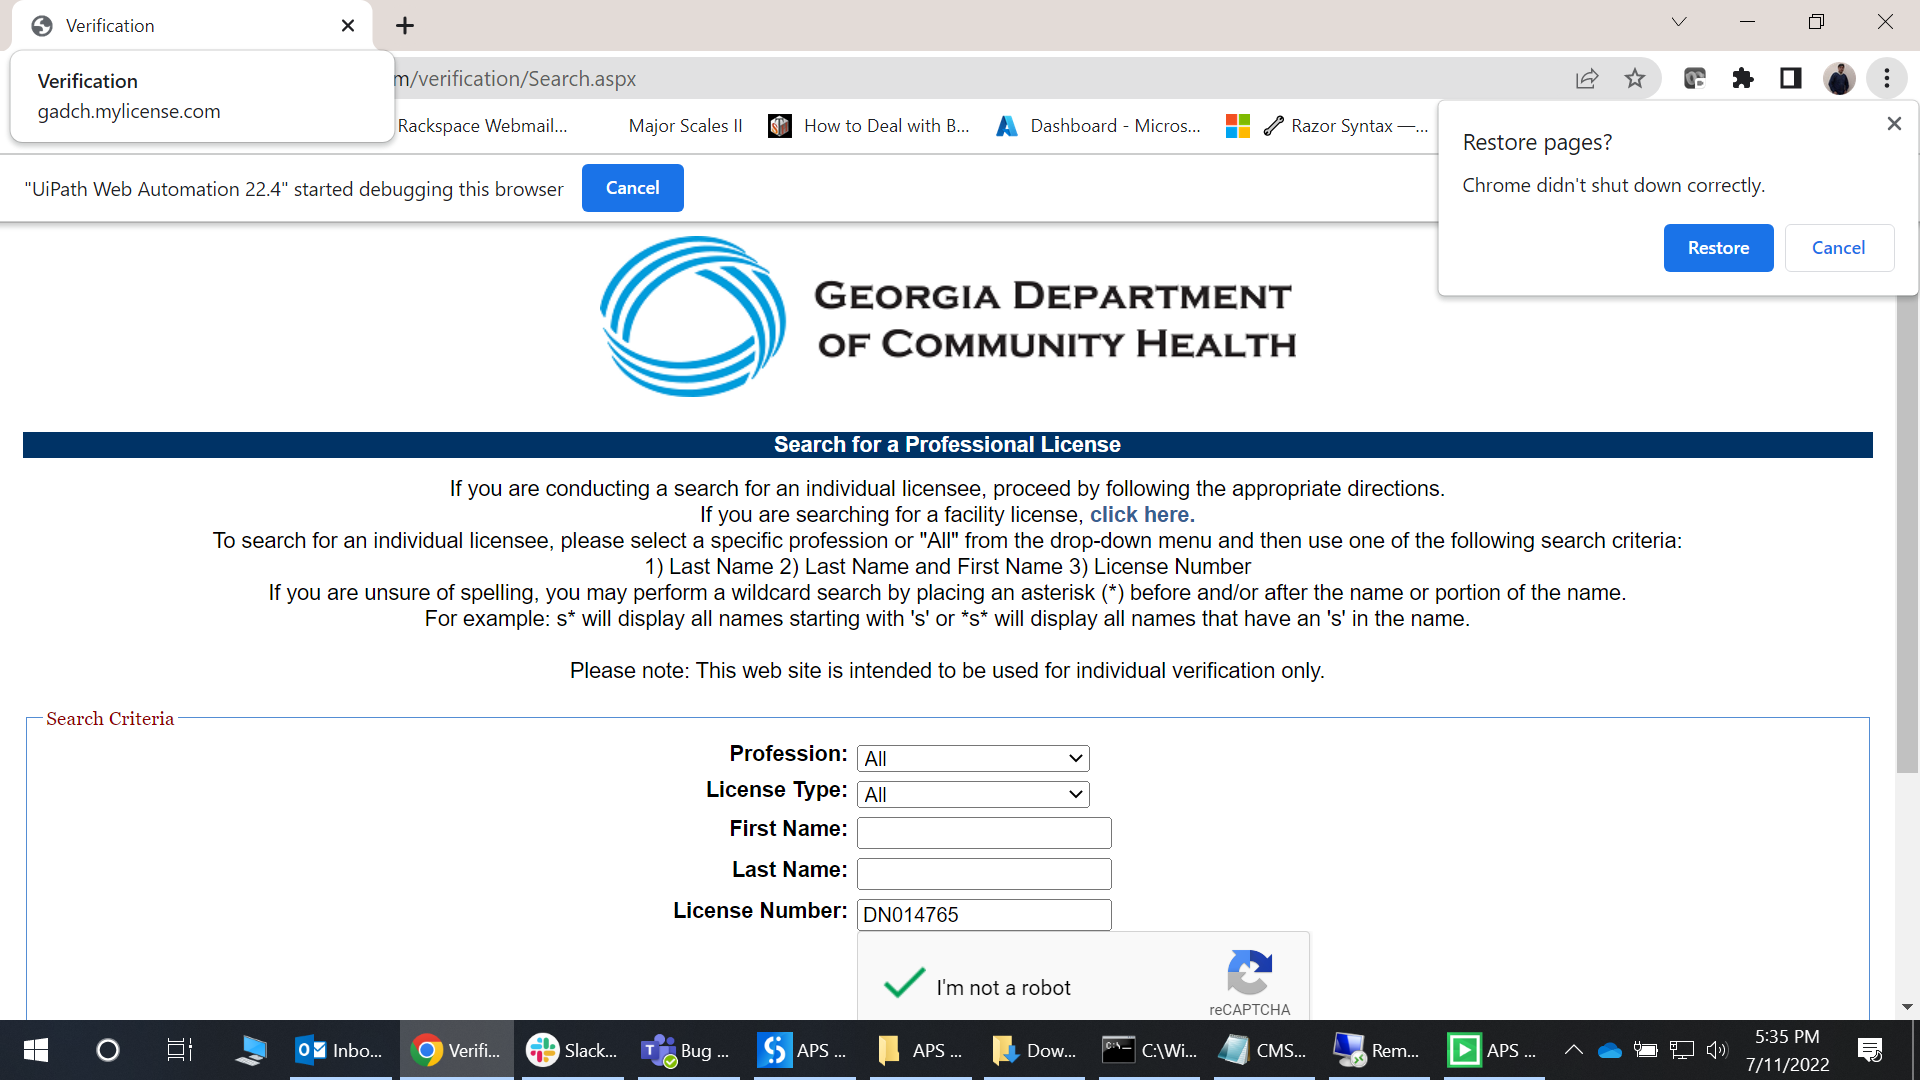 Verification
Verification
gadch.mylicense.com
m/verification/Search.aspx
Rackspace Webmail...
Major Scales II
How to Deal with B...
Dashboard - Micros...
Razor Syntax —...
Restore pages?
Chrome didn't shut down correctly.
Restore
Cancel
"UiPath Web Automation 22.4" started debugging this browser
Cancel
GEORGIA DEPARTMENT
OF COMMUNITY HEALTH
Search for a Professional License
If you are conducting a search for an individual licensee, proceed by following the appropriate directions.
If you are searching for a facility license, click here.
To search for an individual licensee, please select a specific profession or "All" from the drop-down menu and then use one of the following search criteria:
1) Last Name 2) Last Name and First Name 3) License Number
If you are unsure of spelling, you may perform a wildcard search by placing an asterisk (*) before and/or after the name or portion of the name.
For example: s* will display all names starting with 's' or *s* will display all names that have an 's' in the name.
Please note: This web site is intended to be used for individual verification only.
Search Criteria
Profession: All
License Type: All
First Name:
Last Name:
License Number: DN014765
I'm not a robot
reCAPTCHA
Inbo...
Verifi...
Slack...
Bug ...
APS ...
APS ...
Dow...
C:\Wi...
CMS...
Rem...
APS ...
5:35 PM
7/11/2022